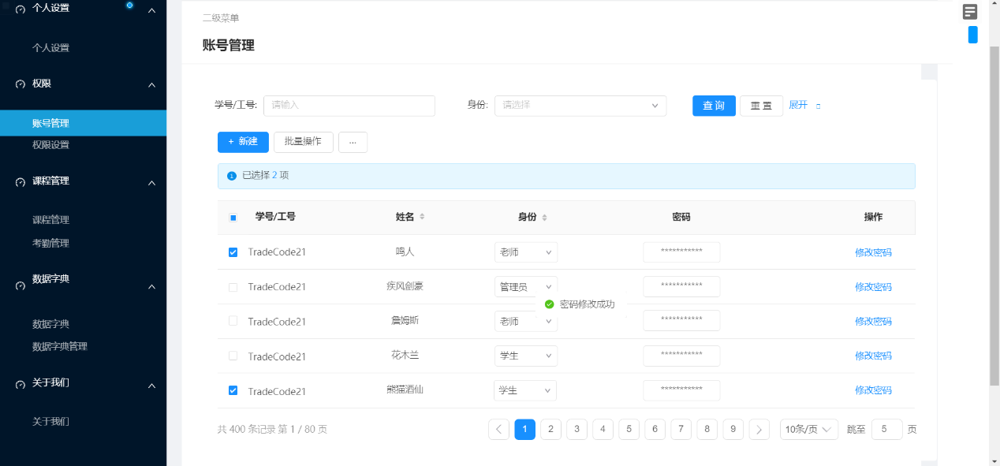 个人设置
个人设置
权限
账号管理
权限设置
课程管理
课程管理
考勤管理
数据字典
数据字典
数据字典管理
关于我们
关于我们
二级菜单
账号管理
学号/工号: 请输入 身份: 请选择 查 询 重 置 展开
+ 新建 批量操作 ...
已选择 2 项
学号/工号 姓名 身份 密码 操作
TradeCode21 鸣人 老师 *********** 修改密码
TradeCode21 疾风剑豪 管理员 *********** 修改密码
密码修改成功
TradeCode21 詹姆斯 老师 *********** 修改密码
TradeCode21 花木兰 学生 *********** 修改密码
TradeCode21 熊猫酒仙 学生 *********** 修改密码
共 400 条记录 第 1 / 80 页 1 2 3 4 5 6 7 8 9 10条/页 跳至 5 页